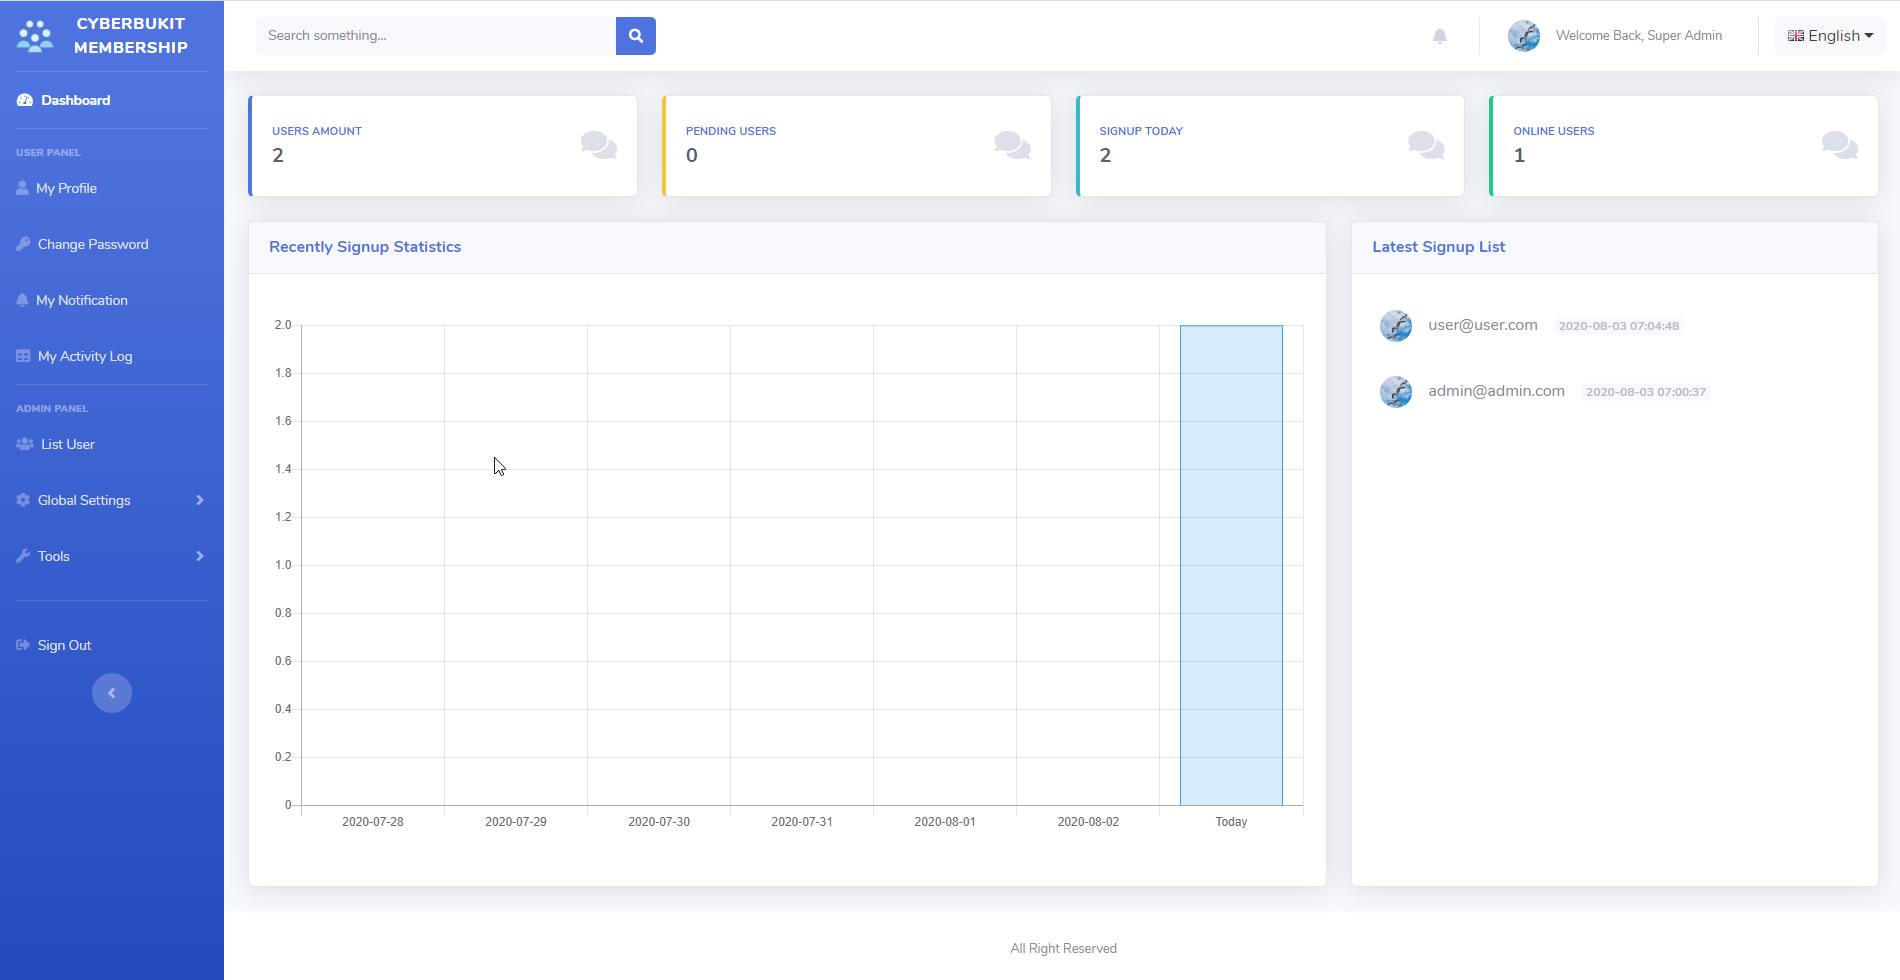 CYBERBUKIT
MEMBERSHIP
Dashboard
USER PANEL
My Profile
Change Password
My Notification
My Activity Log
ADMIN PANEL
List User
Global Settings
Tools
Sign Out
Search something...
Welcome Back, Super Admin
English
USERS AMOUNT
2
PENDING USERS
0
SIGNUP TODAY
2
ONLINE USERS
1
Recently Signup Statistics
2.0
1.8
1.6
1.4
1.2
1.0
0.8
0.6
0.4
0.2
0
2020-07-28 2020-07-29 2020-07-30 2020-07-31 2020-08-01 2020-08-02 Today
Latest Signup List
user@user.com 2020-08-03 07:04:48
admin@admin.com 2020-08-03 07:00:37
All Right Reserved